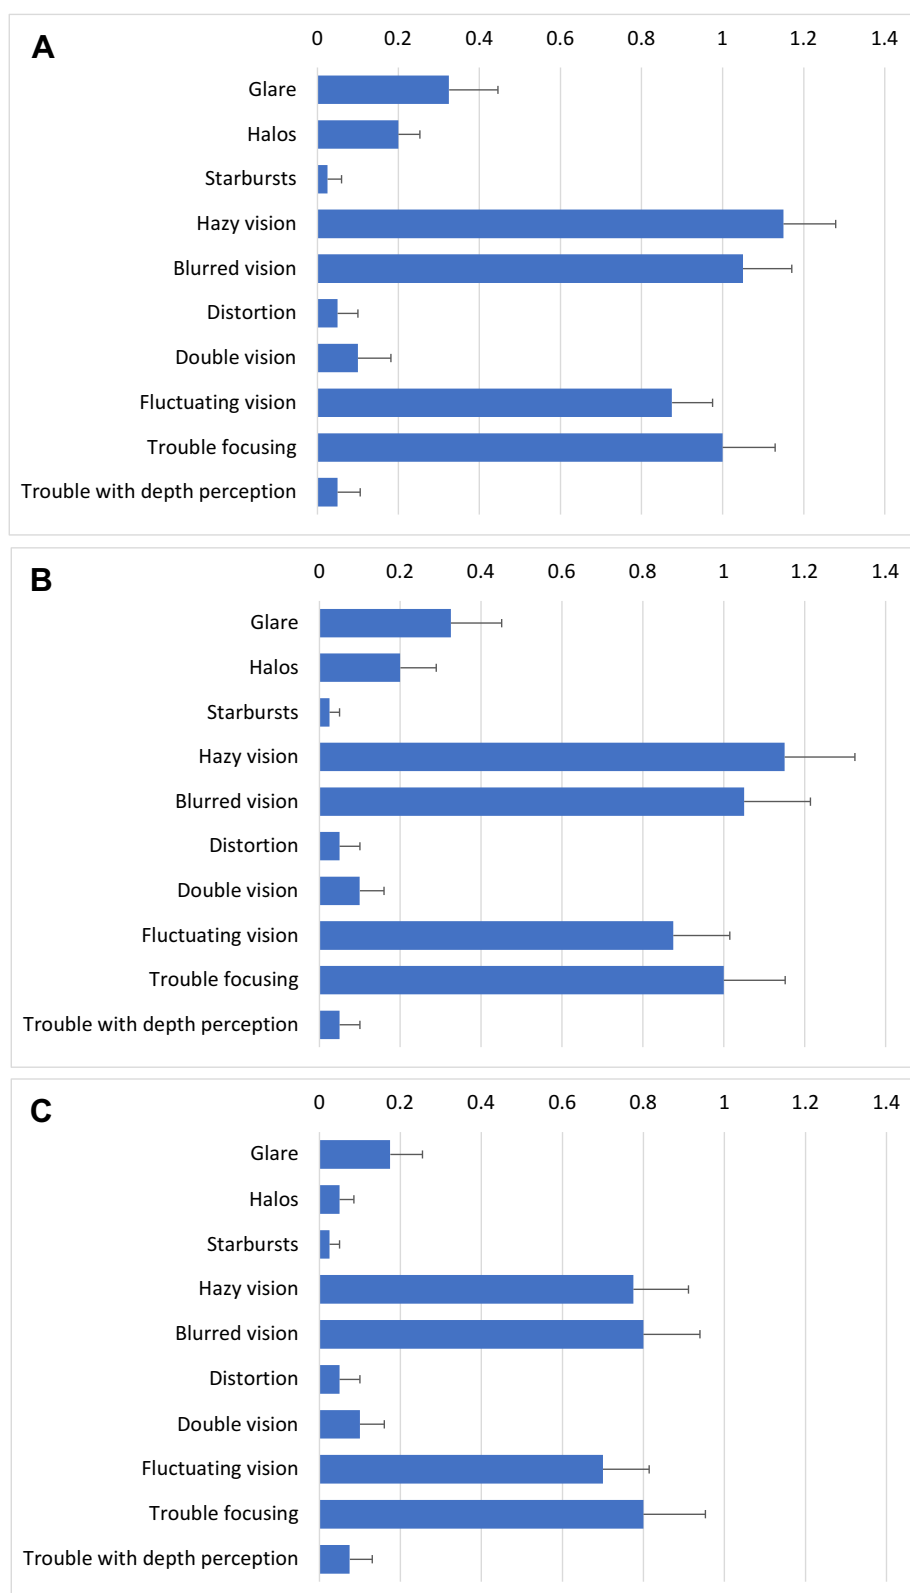 A
0 0.2 0.4 0.6 0.8 1 1.2 1.4
Glare
Halos
Starbursts
Hazy vision
Blurred vision
Distortion
Double vision
Fluctuating vision
Trouble focusing
Trouble with depth perception
B
0 0.2 0.4 0.6 0.8 1 1.2 1.4
Glare
Halos
Starbursts
Hazy vision
Blurred vision
Distortion
Double vision
Fluctuating vision
Trouble focusing
Trouble with depth perception
C
0 0.2 0.4 0.6 0.8 1 1.2 1.4
Glare
Halos
Starbursts
Hazy vision
Blurred vision
Distortion
Double vision
Fluctuating vision
Trouble focusing
Trouble with depth perception